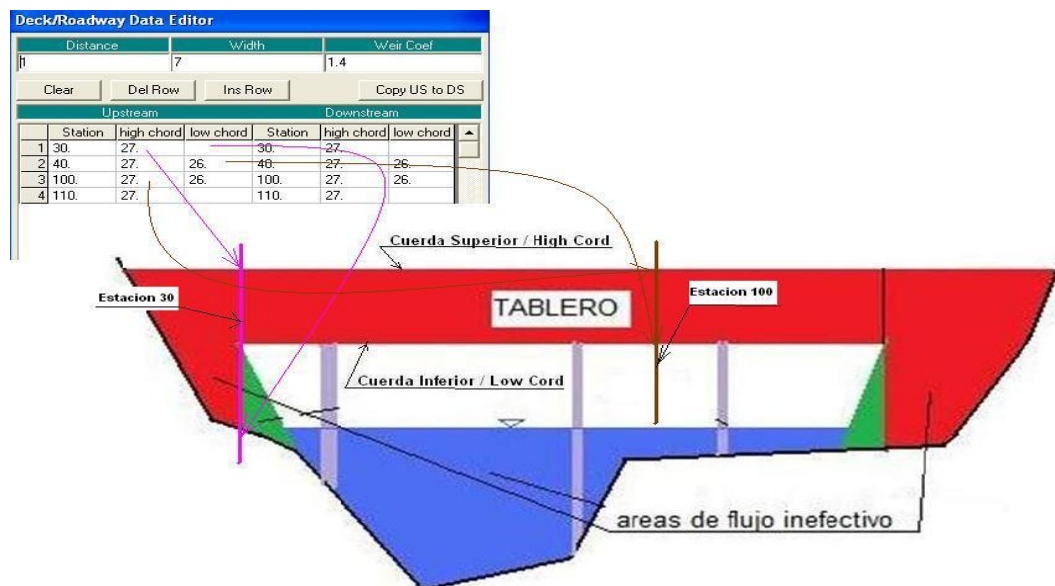 Deck/Roadway Data Editor
Distance Width Weir Coef
1 7 1.4
Clear Del Row Ins Row Copy US to DS
Upstream Downstream
Station high chord low chord Station high chord low chord
1 30. 27. 30. 27.
2 40. 27. 26. 40. 27. 26.
3 100. 27. 26. 100. 27. 26.
4 110. 27. 110. 27.
Cuerda Superior / High Cord
Estacion 30
TABLERO
Estacion 100
Cuerda Inferior / Low Cord
areas de flujo inefectivo